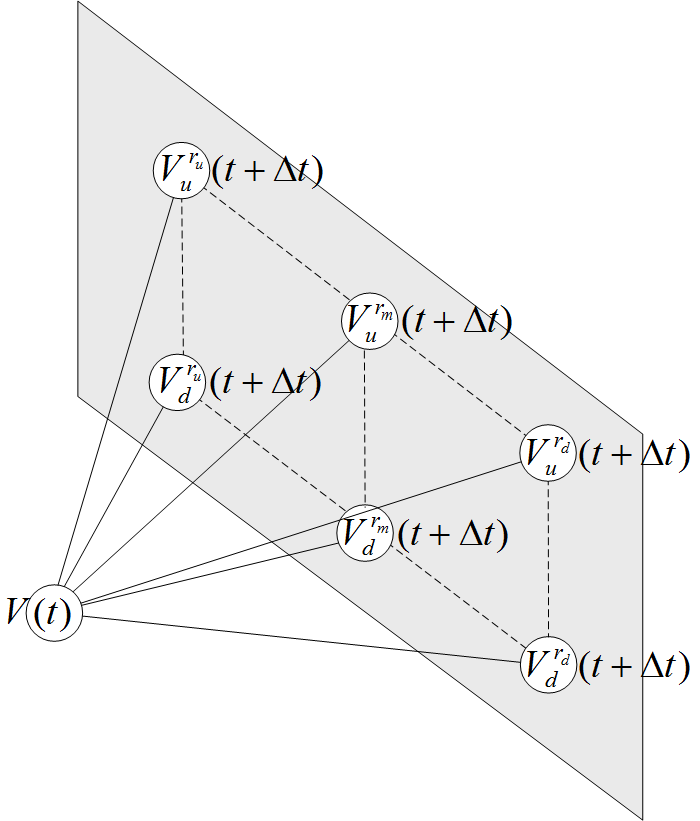 V_u^{r_u}(t + Δt)
V_u^{r_m}(t + Δt)
V_d^{r_u}(t + Δt)
V_u^{r_d}(t + Δt)
V_d^{r_m}(t + Δt)
V(t)
V_d^{r_d}(t + Δt)